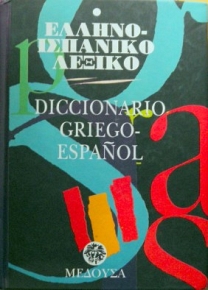 ΕΛΛΗΝΟ-
ΙΣΠΑΝΙΚΟ
ΛΕΞΙΚΟ
DICCIONARIO
GRIEGO-
ESPAÑOL
ΜΕΔΟΥΣΑ